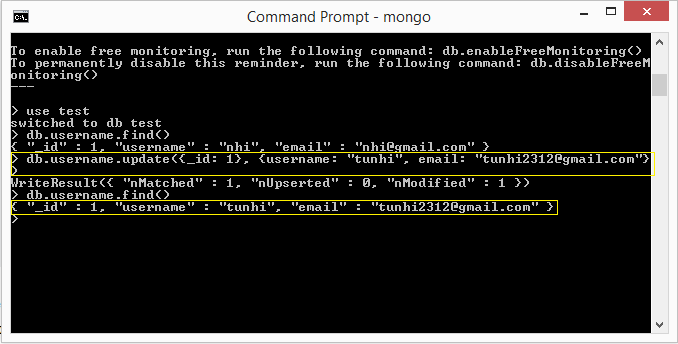 Command Prompt - mongo
To enable free monitoring, run the following command: db.enableFreeMonitoring()
To permanently disable this reminder, run the following command: db.disableFreeM
onitoring()
---
> use test
switched to db test
> db.username.find()
{ "_id" : 1, "username" : "nhi", "email" : "nhi@gmail.com" }
> db.username.update({_id: 1}, {username: "tunhi", email: "tunhi2312@gmail.com"}
)
WriteResult({ "nMatched" : 1, "nUpserted" : 0, "nModified" : 1 })
> db.username.find()
{ "_id" : 1, "username" : "tunhi", "email" : "tunhi2312@gmail.com" }
>